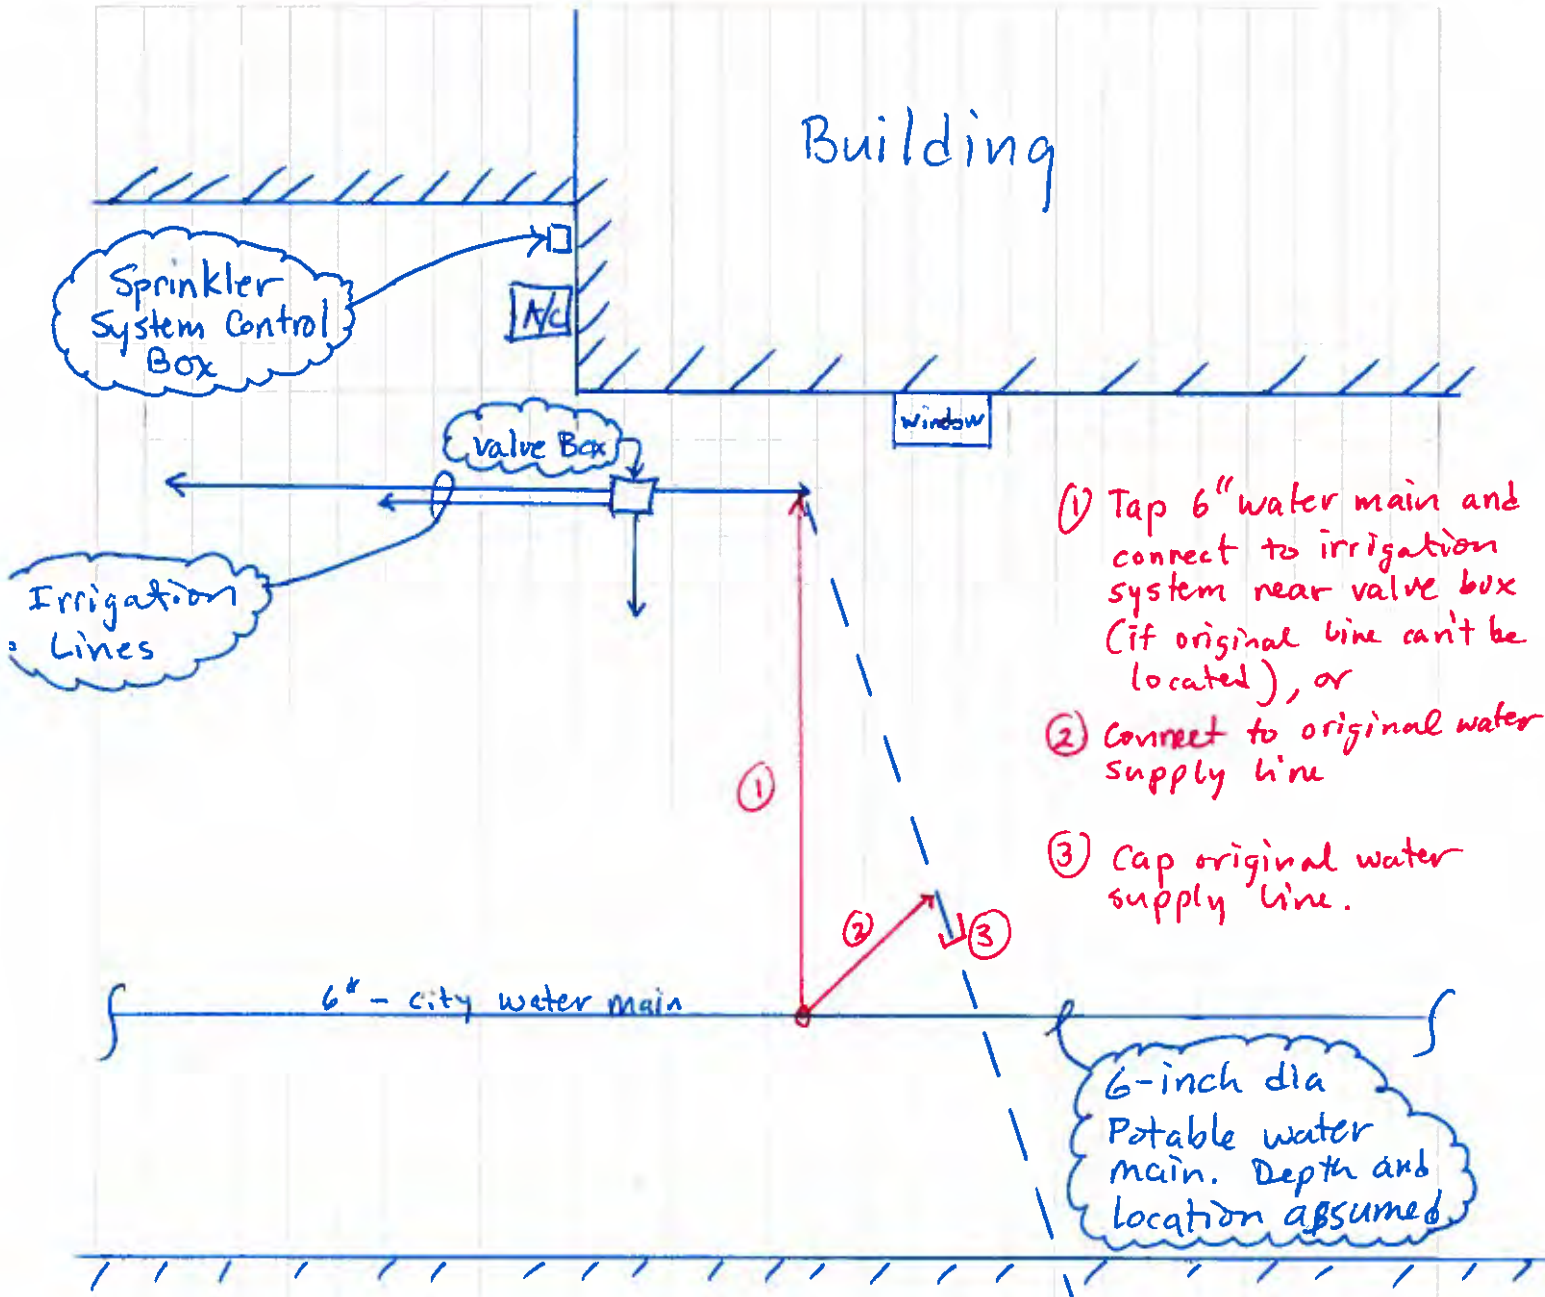 Building
Sprinkler
System Control
Box
A/C
window
Valve Box
Irrigation
Lines
① Tap 6" water main and
connect to irrigation
system near valve box
(if original line can't be
located), or
② Connect to original water
supply line
③ Cap original water
supply line.
①
②
③
6" - city water main
6-inch dia
Potable water
main. Depth and
location assumed